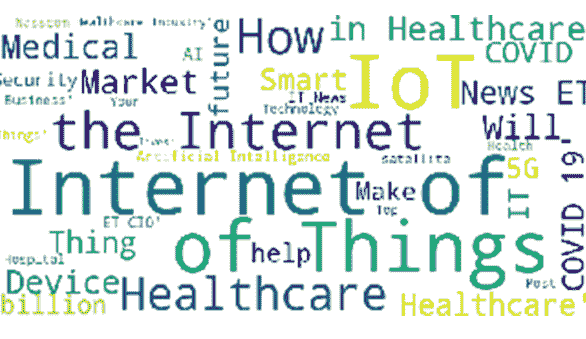 Healthcare Industry'
Medical
AI
future
How
in Healthcare
COVID
Security
Market
Smart
IoT
News ET
Business'
Your
IT News
Technology
Things'
the Internet
Will
Artificial Intelligence
satellite
Health
5G
Internet of
Make
Top
IT
COVID 19
ET CIO'
Thing
of Things
help
Hospital
Device
Post
billion
Healthcare
Healthcare'